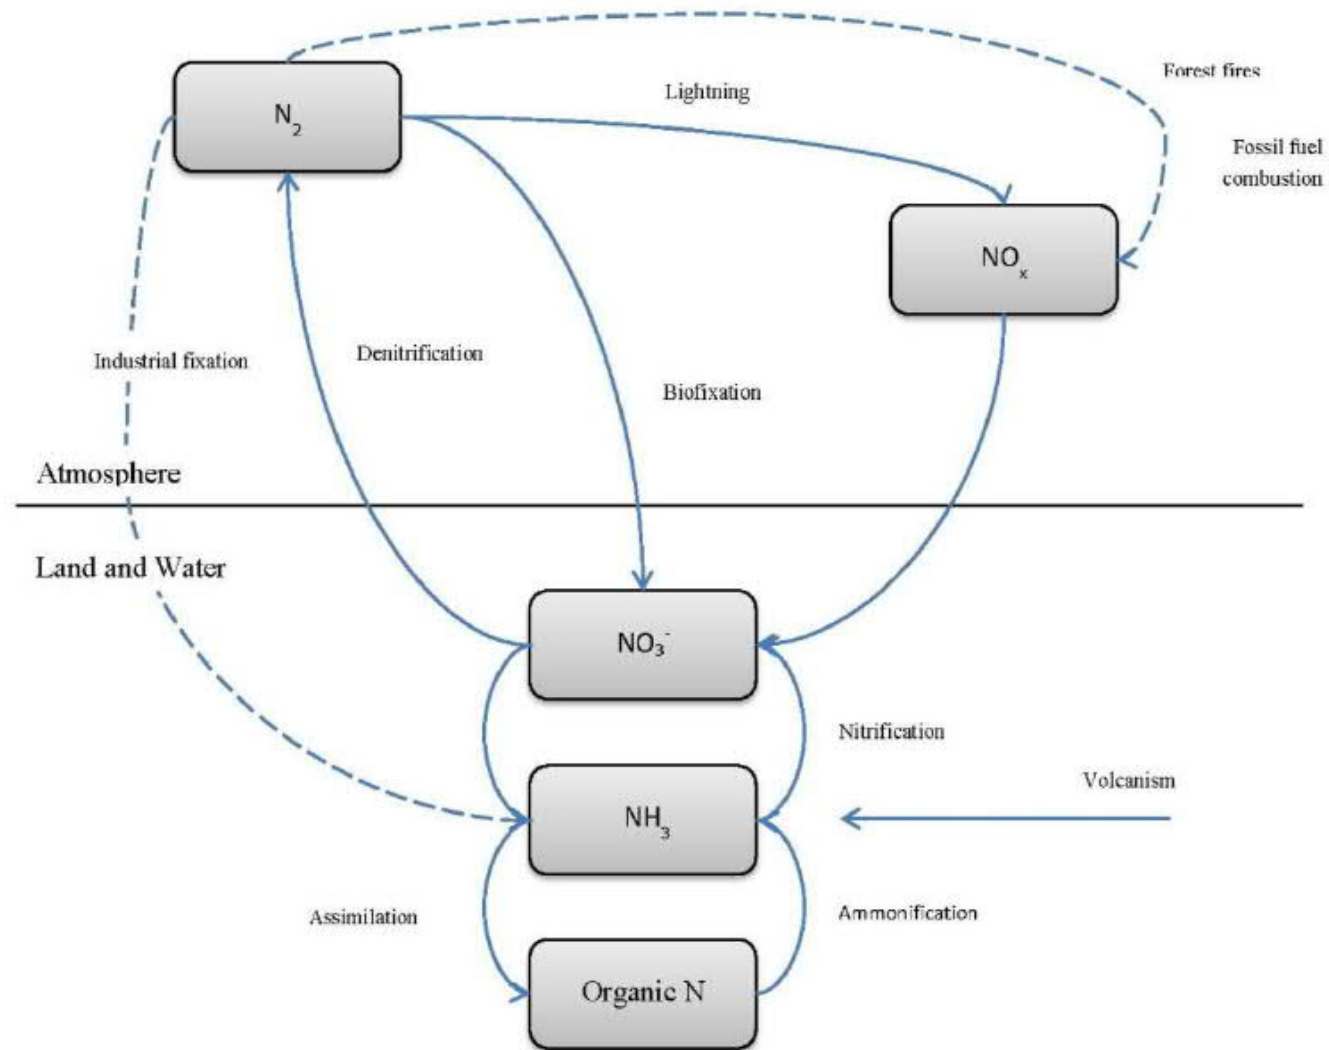 Forest fires
Lightning
N₂
Fossil fuel
combustion
NOₓ
Industrial fixation
Denitrification
Biofixation
Atmosphere
Land and Water
NO₃⁻
Nitrification
Volcanism
NH₃
Assimilation
Ammonification
Organic N